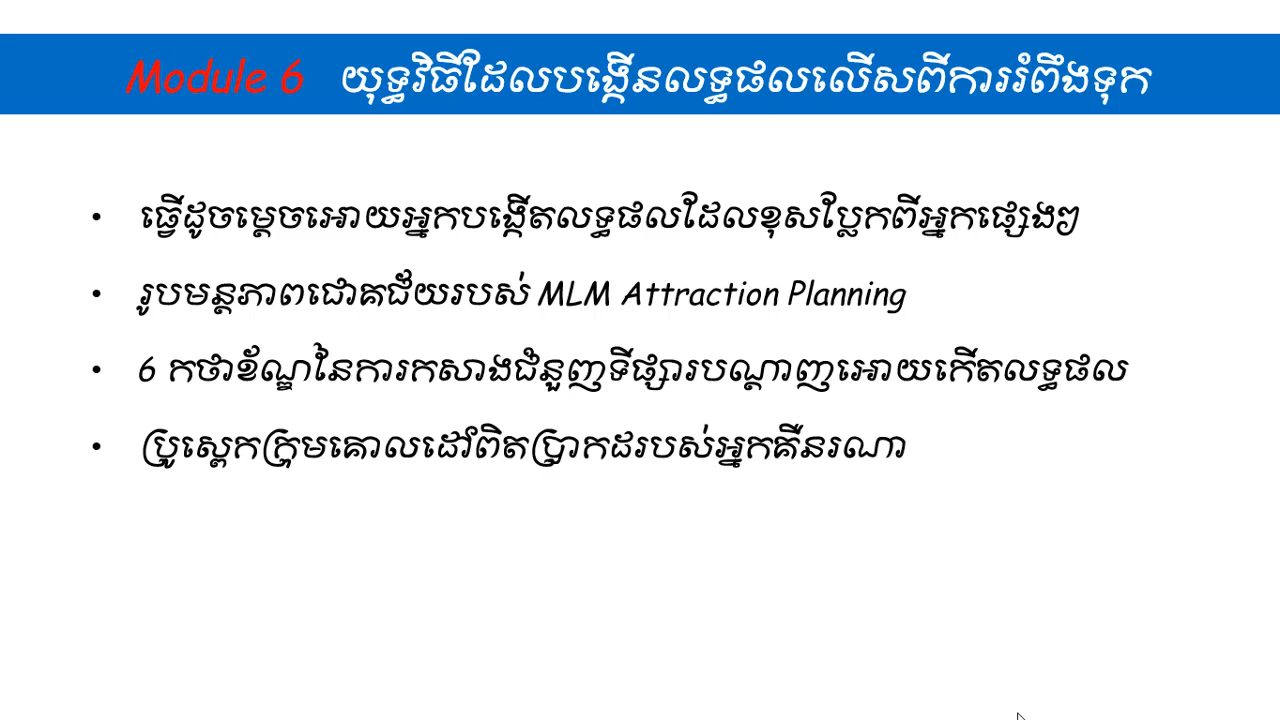 Module 6 យុទ្ធវិធីដែលបង្កើនលទ្ធផលលើសពីការរំពឹងទុក
• ធ្វើដូចម្តេចអោយអ្នកបង្កើតលទ្ធផលដែលខុសប្លែកពីអ្នកផ្សេងៗ
• រូបមន្តភាពជោគជ័យរបស់ MLM Attraction Planning
• 6 កថាខ័ណ្ឌនៃការកសាងជំនួញទីផ្សារបណ្តាញអោយកើតលទ្ធផល
• ប្រូស្ពេកក្រុមគោលដៅពិតប្រាកដរបស់អ្នកគឺនរណា